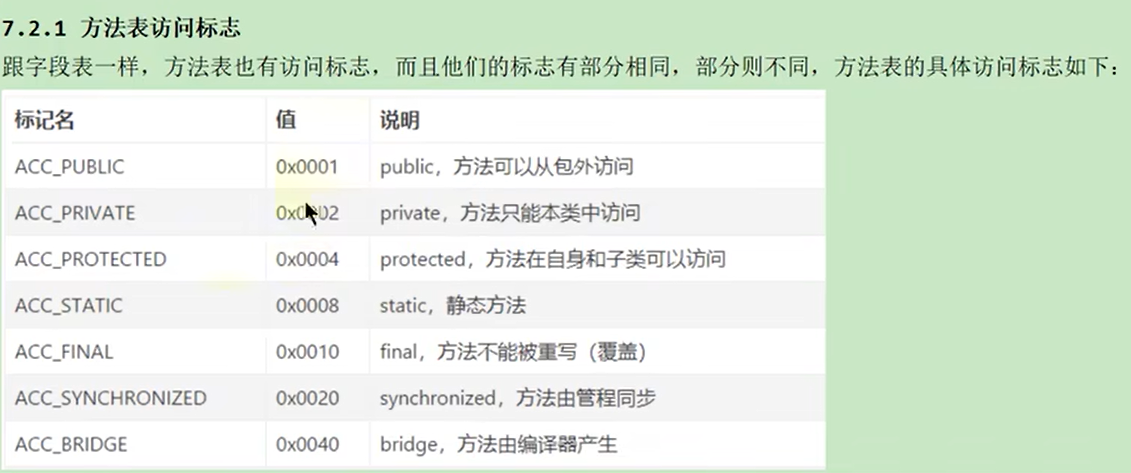 7.2.1 方法表访问标志
跟字段表一样，方法表也有访问标志，而且他们的标志有部分相同，部分则不同，方法表的具体访问标志如下：
标记名 值 说明
ACC_PUBLIC 0x0001 public，方法可以从包外访问
ACC_PRIVATE 0x0002 private，方法只能本类中访问
ACC_PROTECTED 0x0004 protected，方法在自身和子类可以访问
ACC_STATIC 0x0008 static，静态方法
ACC_FINAL 0x0010 final，方法不能被重写（覆盖）
ACC_SYNCHRONIZED 0x0020 synchronized，方法由管程同步
ACC_BRIDGE 0x0040 bridge，方法由编译器产生